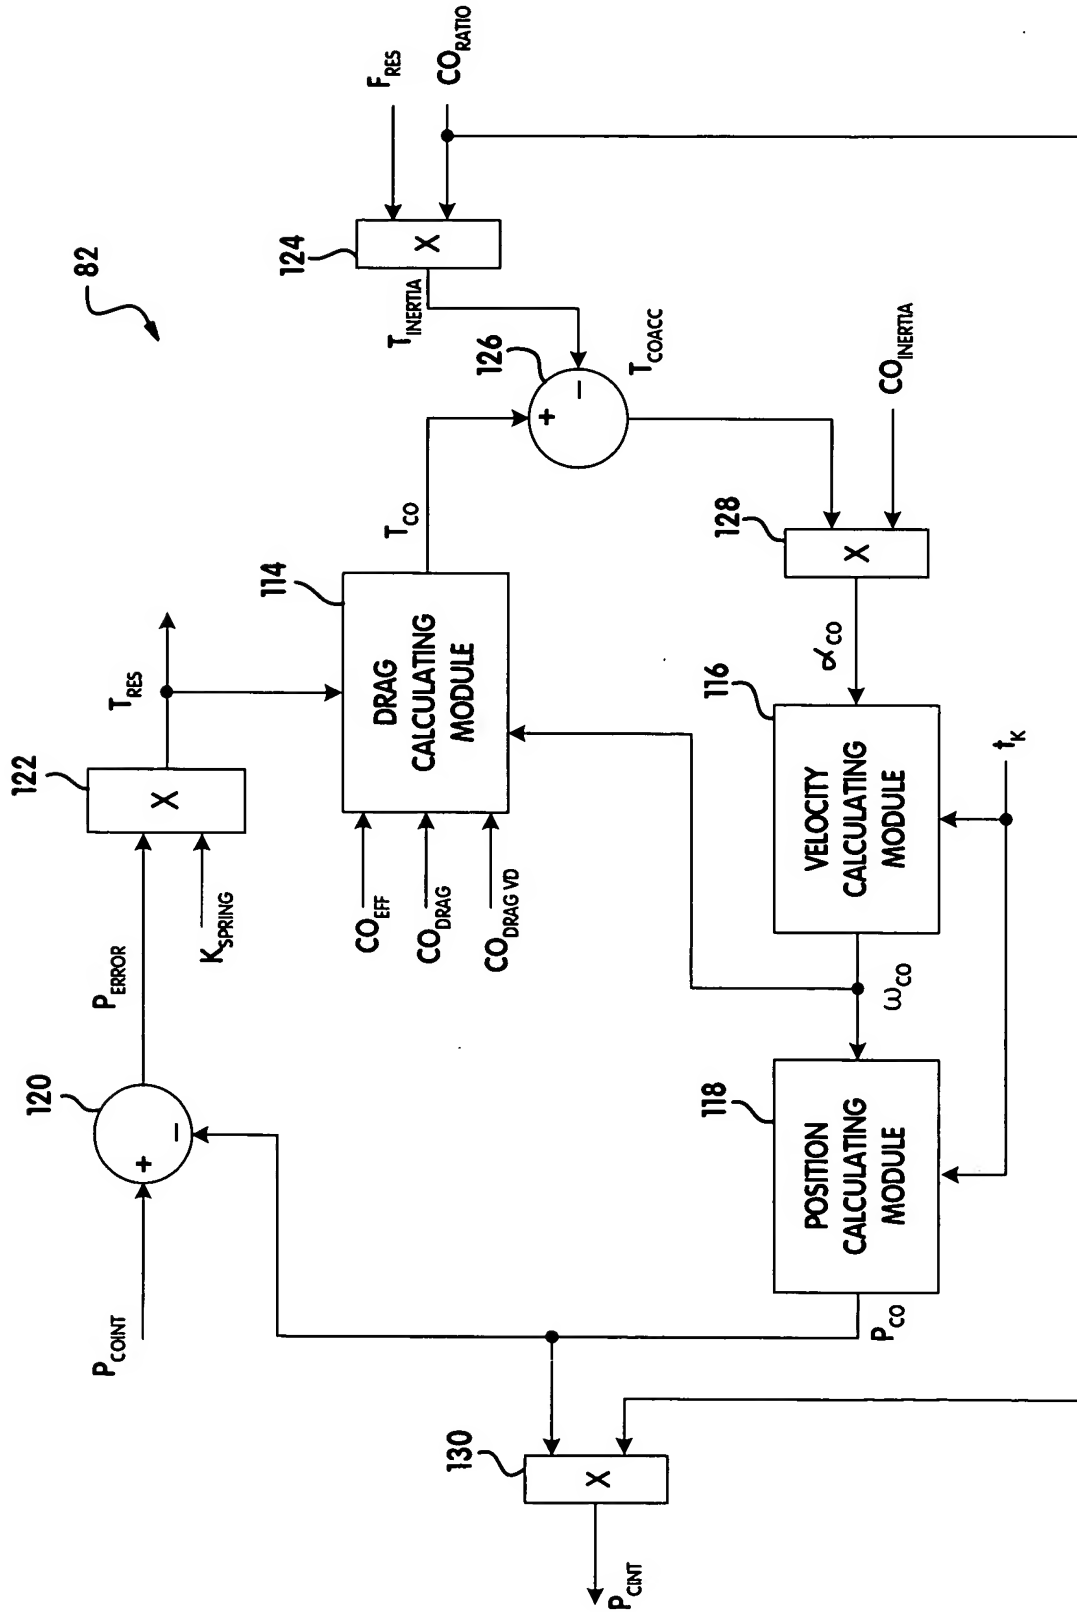 82
P_COINT
+
−
120
P_ERROR
K_SPRING
X
122
T_RES
CO_EFF
CO_DRAG
CO_DRAG VD
DRAG
CALCULATING
MODULE
114
T_CO
T_INERTIA
X
124
F_RES
CO_RATIO
+
−
126
T_COACC
CO_INERTIA
X
128
α_CO
VELOCITY
CALCULATING
MODULE
116
t_K
ω_CO
POSITION
CALCULATING
MODULE
118
P_CO
X
130
P_CINT